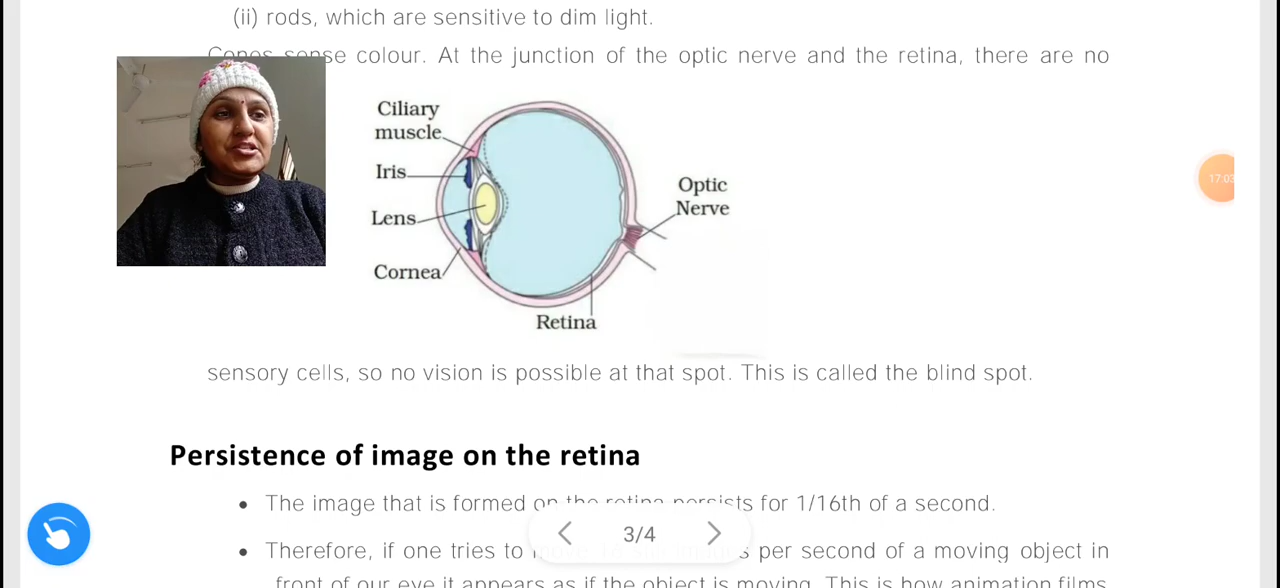 (ii) rods, which are sensitive to dim light.
Cones sense colour. At the junction of the optic nerve and the retina, there are no
Ciliary
muscle
Iris
Lens
Cornea
Optic
Nerve
Retina
17:03
sensory cells, so no vision is possible at that spot. This is called the blind spot.
Persistence of image on the retina
• The image that is formed on the retina persists for 1/16th of a second.
3/4
• Therefore, if one tries to images per second of a moving object in
front of our eye it appears as if the object is moving. This is how animation films